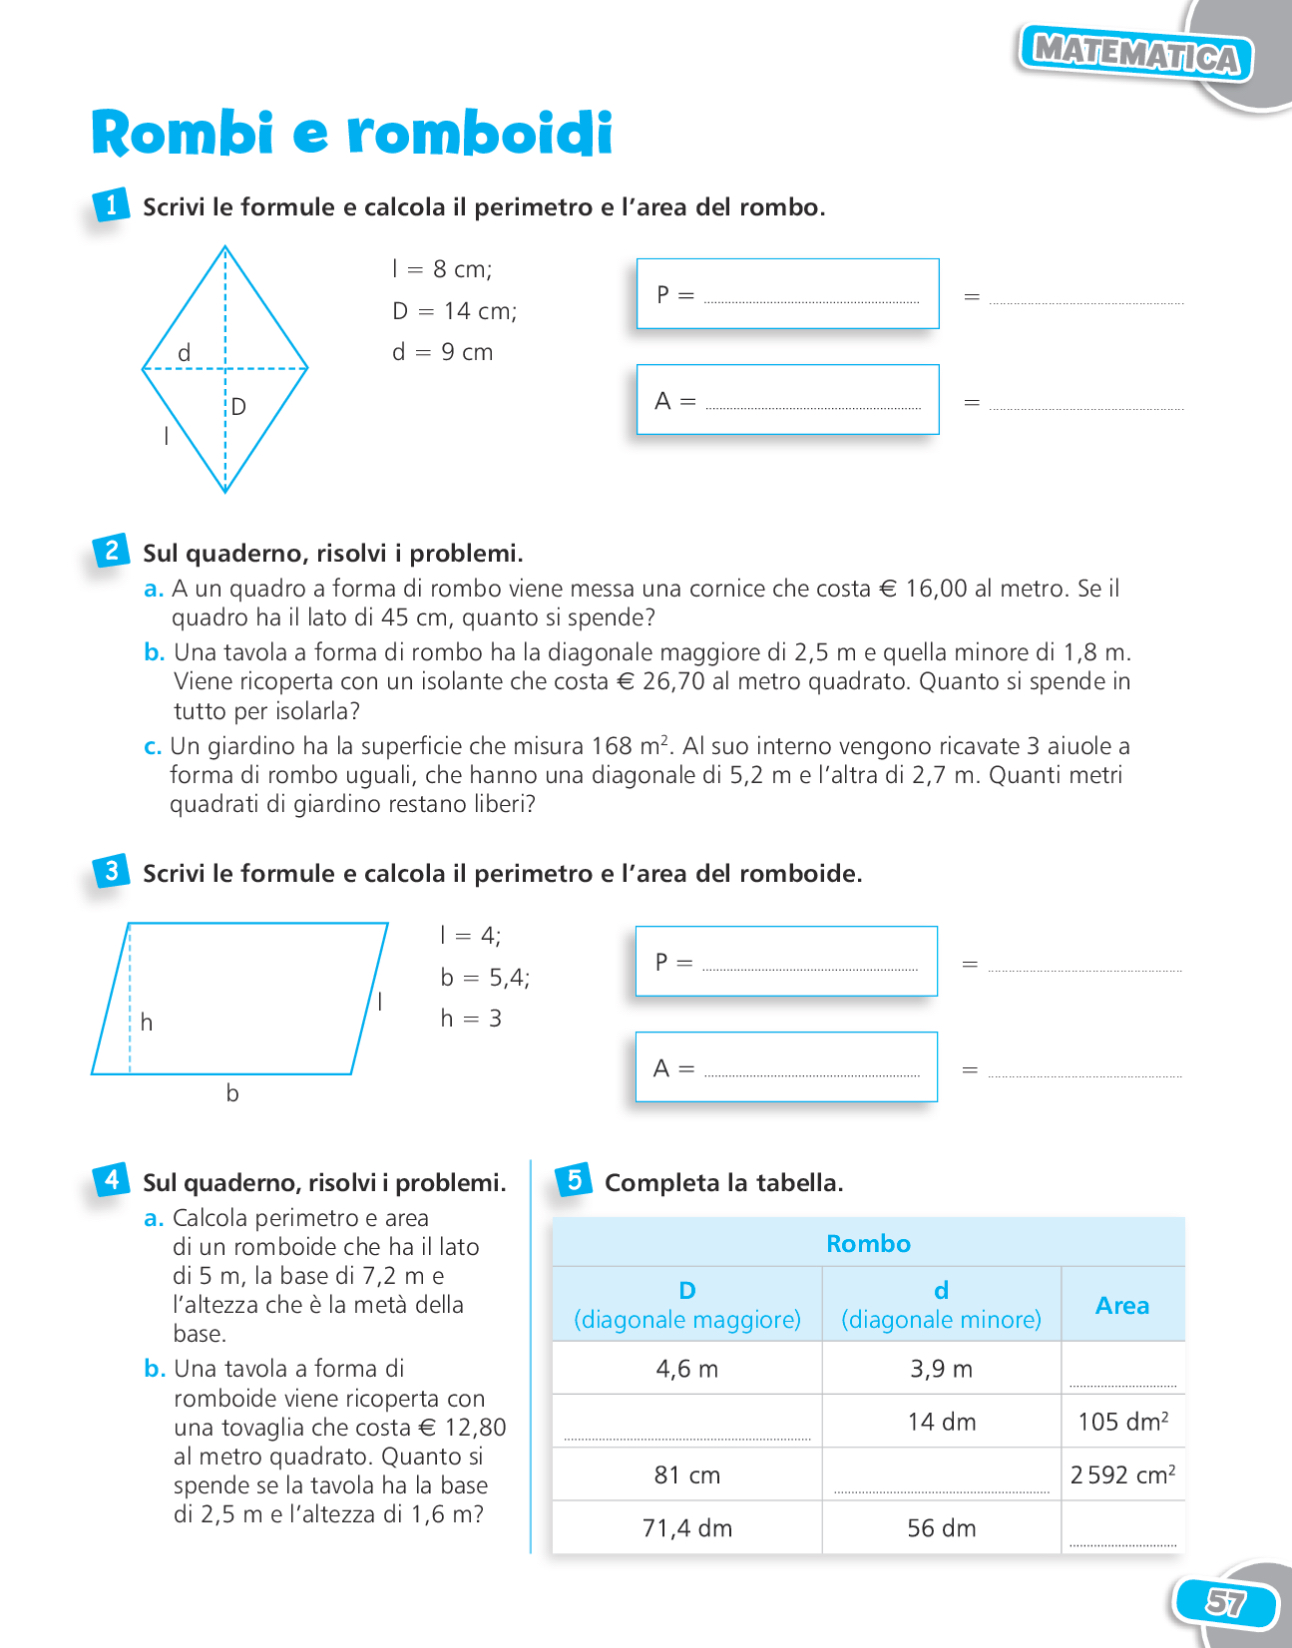 MATEMATICA
Rombi e romboidi
1 Scrivi le formule e calcola il perimetro e l'area del rombo.
d
D
l
l = 8 cm;
D = 14 cm;
d = 9 cm
P = ........................ = ........................
A = ........................ = ........................
2 Sul quaderno, risolvi i problemi.
a. A un quadro a forma di rombo viene messa una cornice che costa € 16,00 al metro. Se il
quadro ha il lato di 45 cm, quanto si spende?
b. Una tavola a forma di rombo ha la diagonale maggiore di 2,5 m e quella minore di 1,8 m.
Viene ricoperta con un isolante che costa € 26,70 al metro quadrato. Quanto si spende in
tutto per isolarla?
c. Un giardino ha la superficie che misura 168 m². Al suo interno vengono ricavate 3 aiuole a
forma di rombo uguali, che hanno una diagonale di 5,2 m e l'altra di 2,7 m. Quanti metri
quadrati di giardino restano liberi?
3 Scrivi le formule e calcola il perimetro e l'area del romboide.
h
l
b
l = 4;
b = 5,4;
h = 3
P = ........................ = ........................
A = ........................ = ........................
4 Sul quaderno, risolvi i problemi.
a. Calcola perimetro e area
di un romboide che ha il lato
di 5 m, la base di 7,2 m e
l'altezza che è la metà della
base.
b. Una tavola a forma di
romboide viene ricoperta con
una tovaglia che costa € 12,80
al metro quadrato. Quanto si
spende se la tavola ha la base
di 2,5 m e l'altezza di 1,6 m?
5 Completa la tabella.
Rombo
D d Area
(diagonale maggiore) (diagonale minore)
4,6 m 3,9 m ............
........................ 14 dm 105 dm²
81 cm ........................ 2 592 cm²
71,4 dm 56 dm ............
57